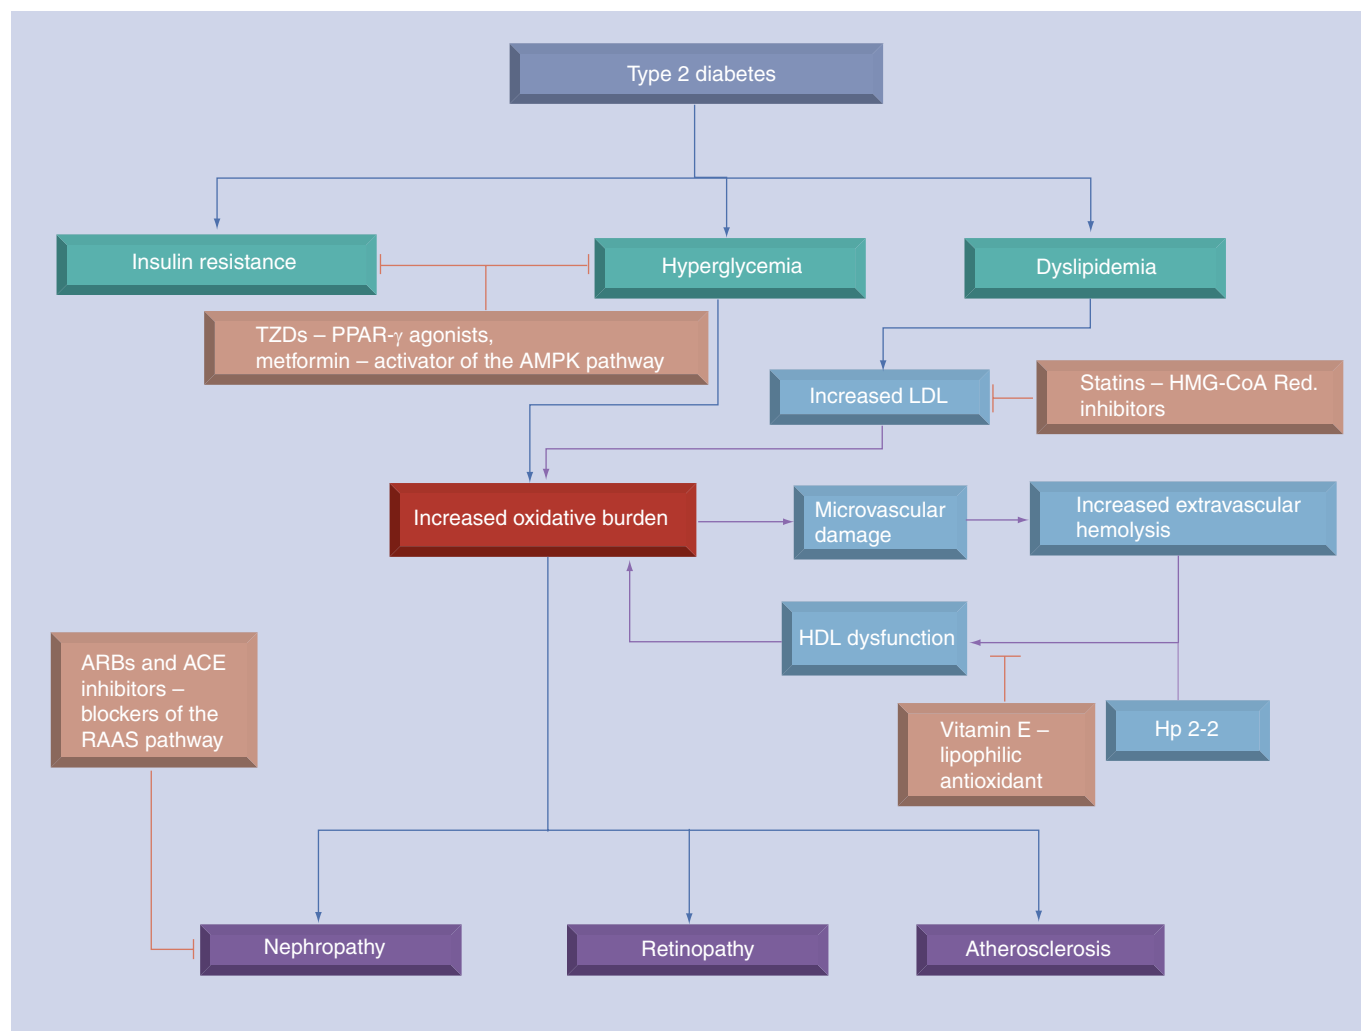 Type 2 diabetes
Insulin resistance
Hyperglycemia
Dyslipidemia
TZDs – PPAR-γ agonists,
metformin – activator of the AMPK pathway
Increased LDL
Statins – HMG-CoA Red.
inhibitors
Increased oxidative burden
Microvascular
damage
Increased extravascular
hemolysis
HDL dysfunction
ARBs and ACE
inhibitors –
blockers of the
RAAS pathway
Vitamin E –
lipophilic
antioxidant
Hp 2-2
Nephropathy
Retinopathy
Atherosclerosis